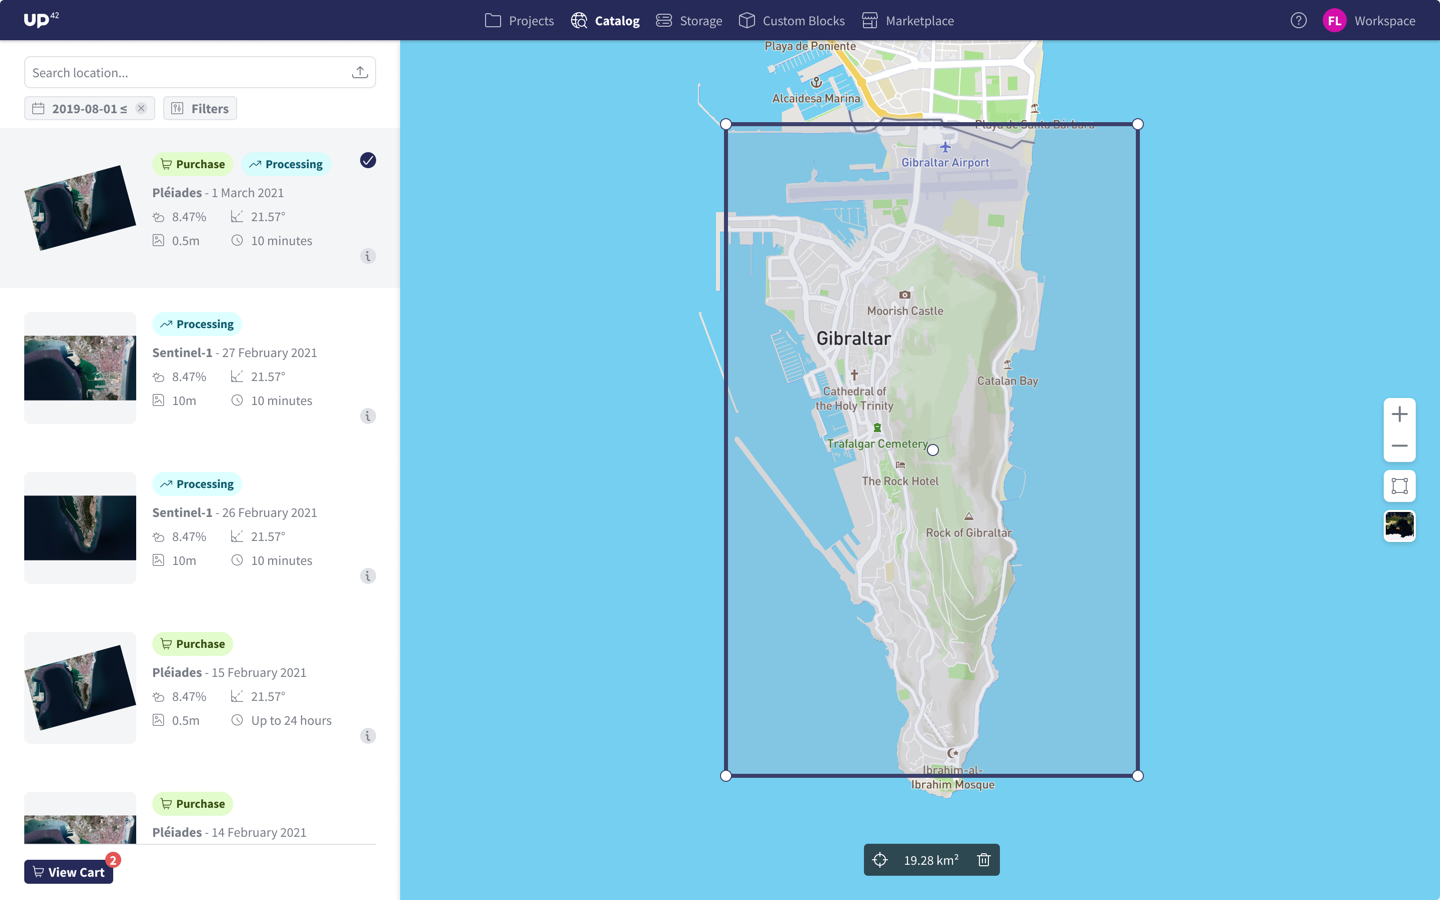 up42
Projects
Catalog
Storage
Custom Blocks
Marketplace
?
FL
Workspace
Search location...
2019-08-01 ≤
Filters
Purchase
Processing
Pléiades - 1 March 2021
8.47%
21.57°
0.5m
10 minutes
i
Processing
Sentinel-1 - 27 February 2021
8.47%
21.57°
10m
10 minutes
i
Processing
Sentinel-1 - 26 February 2021
8.47%
21.57°
10m
10 minutes
i
Purchase
Pléiades - 15 February 2021
8.47%
21.57°
0.5m
Up to 24 hours
i
Purchase
Pléiades - 14 February 2021
View Cart
2
Playa de Poniente
Alcaidesa Marina
Playa de Santa Barbara
Gibraltar Airport
Moorish Castle
Gibraltar
Catalan Bay
Cathedral of
the Holy Trinity
Trafalgar Cemetery
The Rock Hotel
Rock of Gibraltar
Ibrahim-al-
Ibrahim Mosque
19.28 km²